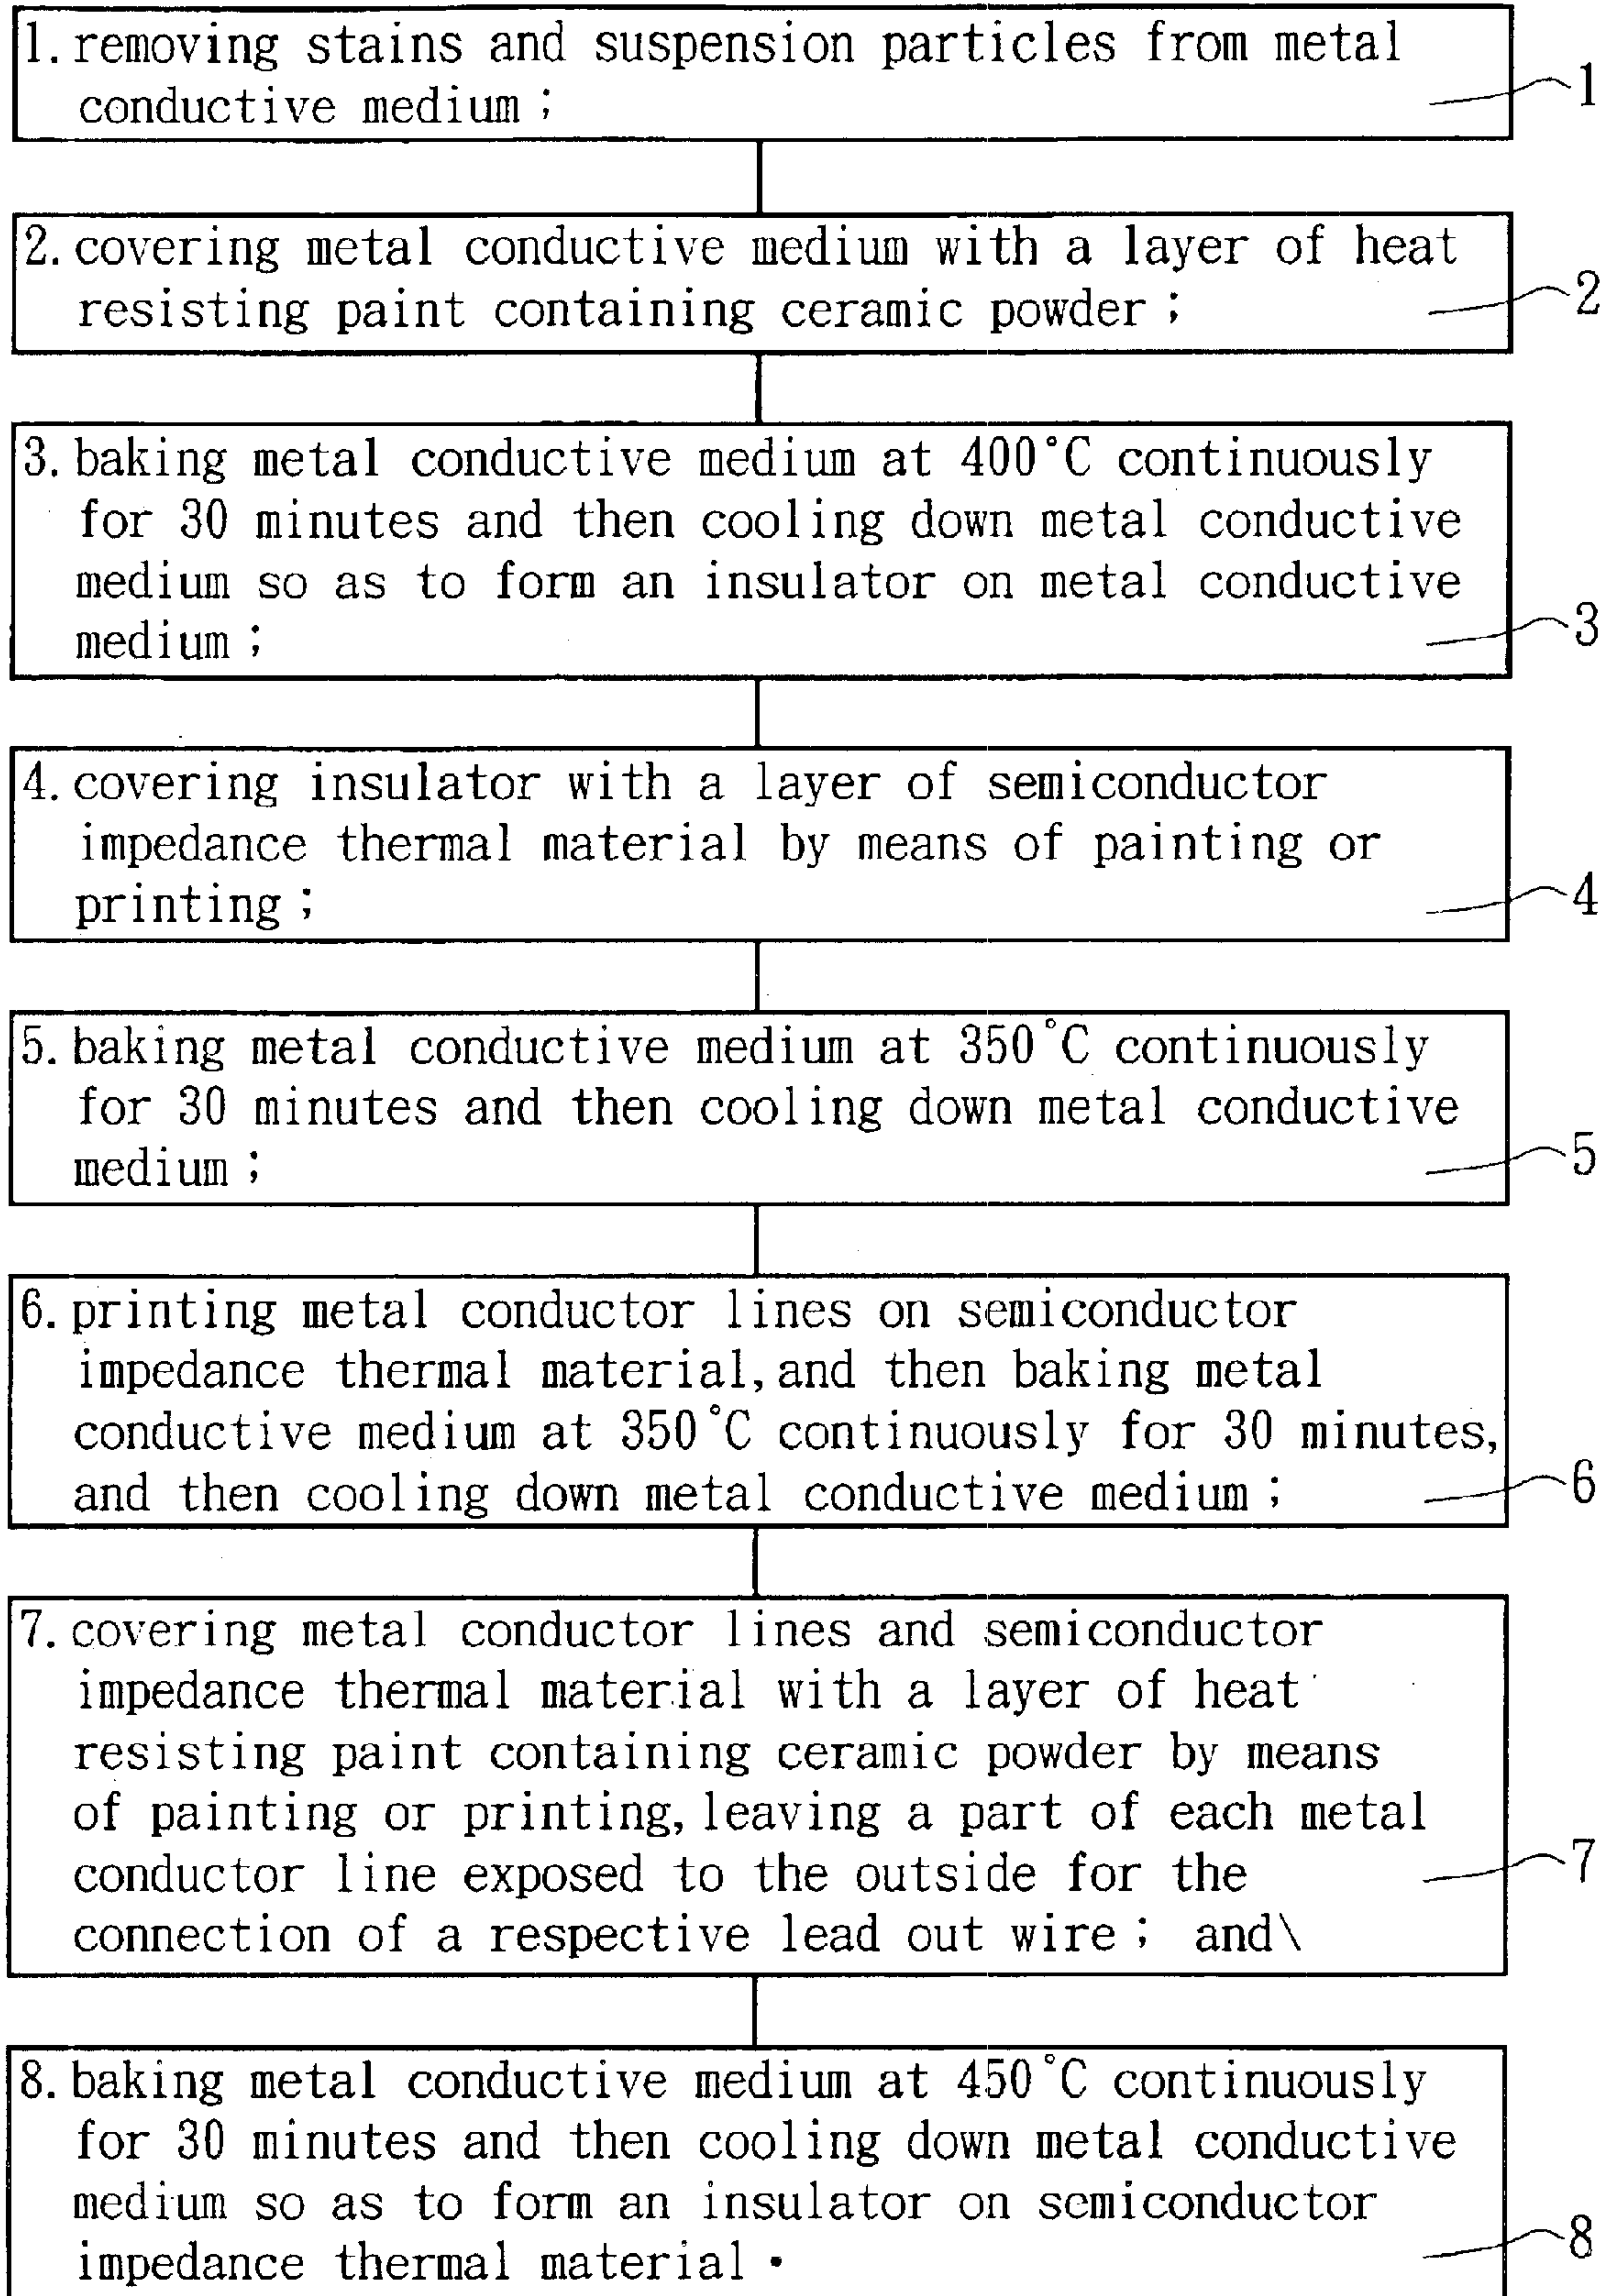 1. removing stains and suspension particles from metal
conductive medium;
1
2. covering metal conductive medium with a layer of heat
resisting paint containing ceramic powder;
2
3. baking metal conductive medium at 400°C continuously
for 30 minutes and then cooling down metal conductive
medium so as to form an insulator on metal conductive
medium;
3
4. covering insulator with a layer of semiconductor
impedance thermal material by means of painting or
printing;
4
5. baking metal conductive medium at 350°C continuously
for 30 minutes and then cooling down metal conductive
medium;
5
6. printing metal conductor lines on semiconductor
impedance thermal material, and then baking metal
conductive medium at 350°C continuously for 30 minutes,
and then cooling down metal conductive medium;
6
7. covering metal conductor lines and semiconductor
impedance thermal material with a layer of heat
resisting paint containing ceramic powder by means
of painting or printing, leaving a part of each metal
conductor line exposed to the outside for the
connection of a respective lead out wire; and\
7
8. baking metal conductive medium at 450°C continuously
for 30 minutes and then cooling down metal conductive
medium so as to form an insulator on semiconductor
impedance thermal material.
8